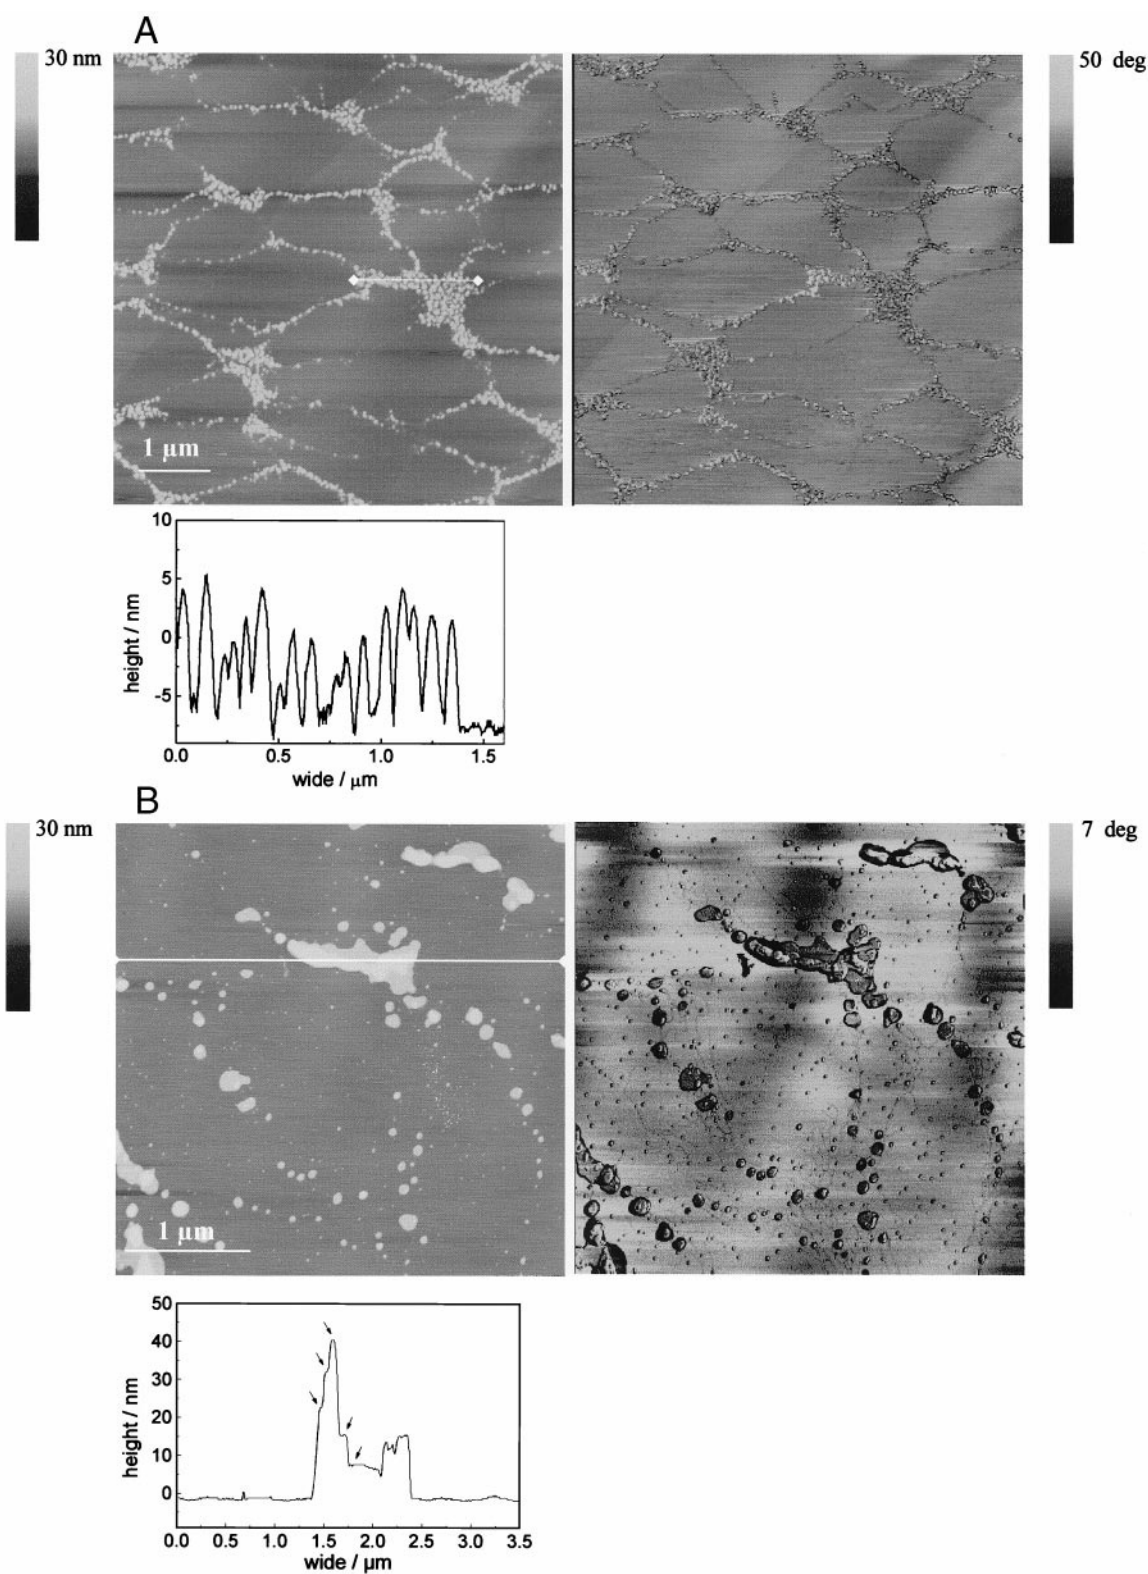 A
30 nm
50 deg
1 µm
10
5
0
-5
height / nm
0.0 0.5 1.0 1.5
wide / µm
B
30 nm
7 deg
1 µm
50
40
30
20
10
0
height / nm
0.0 0.5 1.0 1.5 2.0 2.5 3.0 3.5
wide / µm